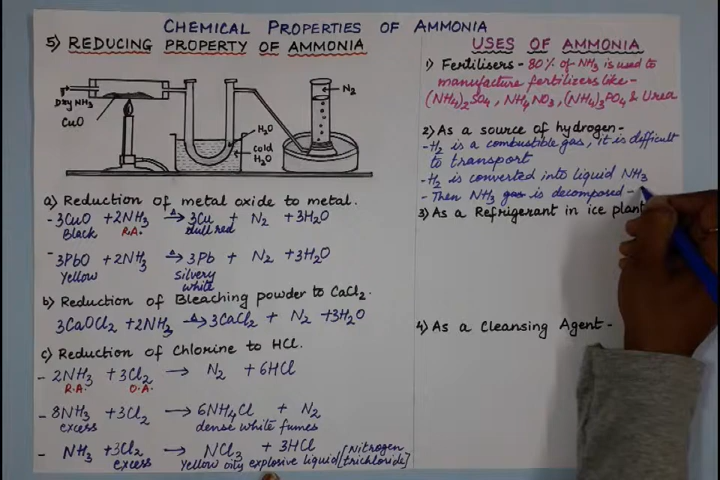 CHEMICAL PROPERTIES OF AMMONIA
5) REDUCING PROPERTY OF AMMONIA
Dry NH3
CuO
H2O
cold
H2O
N2
a) Reduction of metal oxide to metal.
- 3CuO + 2NH3 →Δ 3Cu + N2 + 3H2O
Black R.A. dull red
- 3PbO + 2NH3 →Δ 3Pb + N2 + 3H2O
Yellow silvery
white
b) Reduction of Bleaching powder to CaCl2.
3CaOCl2 + 2NH3 →Δ 3CaCl2 + N2 + 3H2O
c) Reduction of Chlorine to HCl.
- 2NH3 + 3Cl2 → N2 + 6HCl
R.A. O.A.
- 8NH3 + 3Cl2 → 6NH4Cl + N2
excess dense white fumes
- NH3 + 3Cl2 → NCl3 + 3HCl [Nitrogen
excess Yellow oily explosive liquid trichloride]
USES OF AMMONIA
1) Fertilisers - 80% of NH3 is used to
manufacture fertilizers like -
(NH4)2SO4, NH4NO3, (NH4)3PO4 & Urea
2) As a source of hydrogen -
- H2 is a combustible gas, it is difficult
to transport
- H2 is converted into liquid NH3
- Then NH3 gas is decomposed -
3) As a Refrigerant in ice plant
4) As a Cleansing Agent -